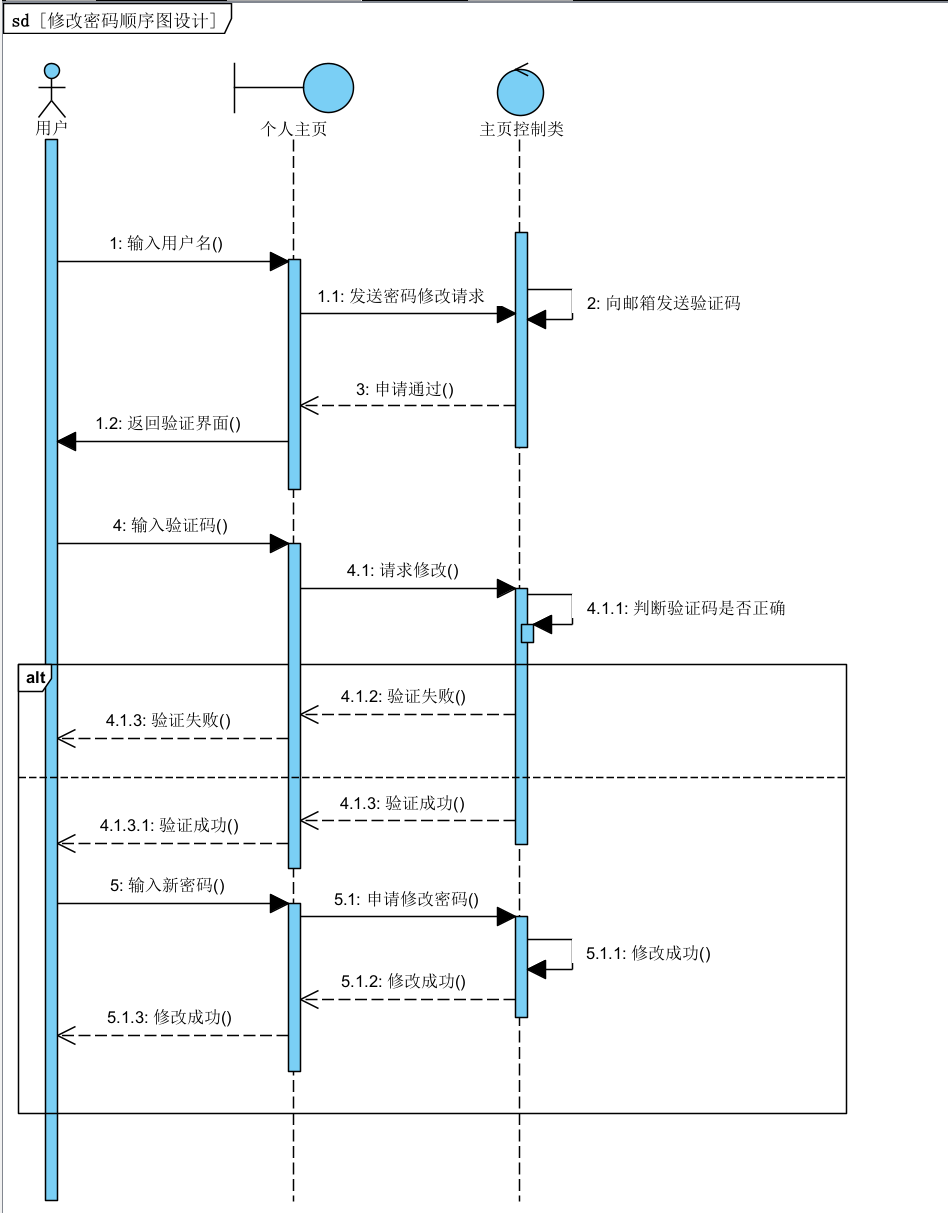 sd [修改密码顺序图设计]
用户
个人主页
主页控制类
1: 输入用户名()
1.1: 发送密码修改请求
2: 向邮箱发送验证码
3: 申请通过()
1.2: 返回验证界面()
4: 输入验证码()
4.1: 请求修改()
4.1.1: 判断验证码是否正确
alt
4.1.2: 验证失败()
4.1.3: 验证失败()
4.1.3: 验证成功()
4.1.3.1: 验证成功()
5: 输入新密码()
5.1: 申请修改密码()
5.1.1: 修改成功()
5.1.2: 修改成功()
5.1.3: 修改成功()